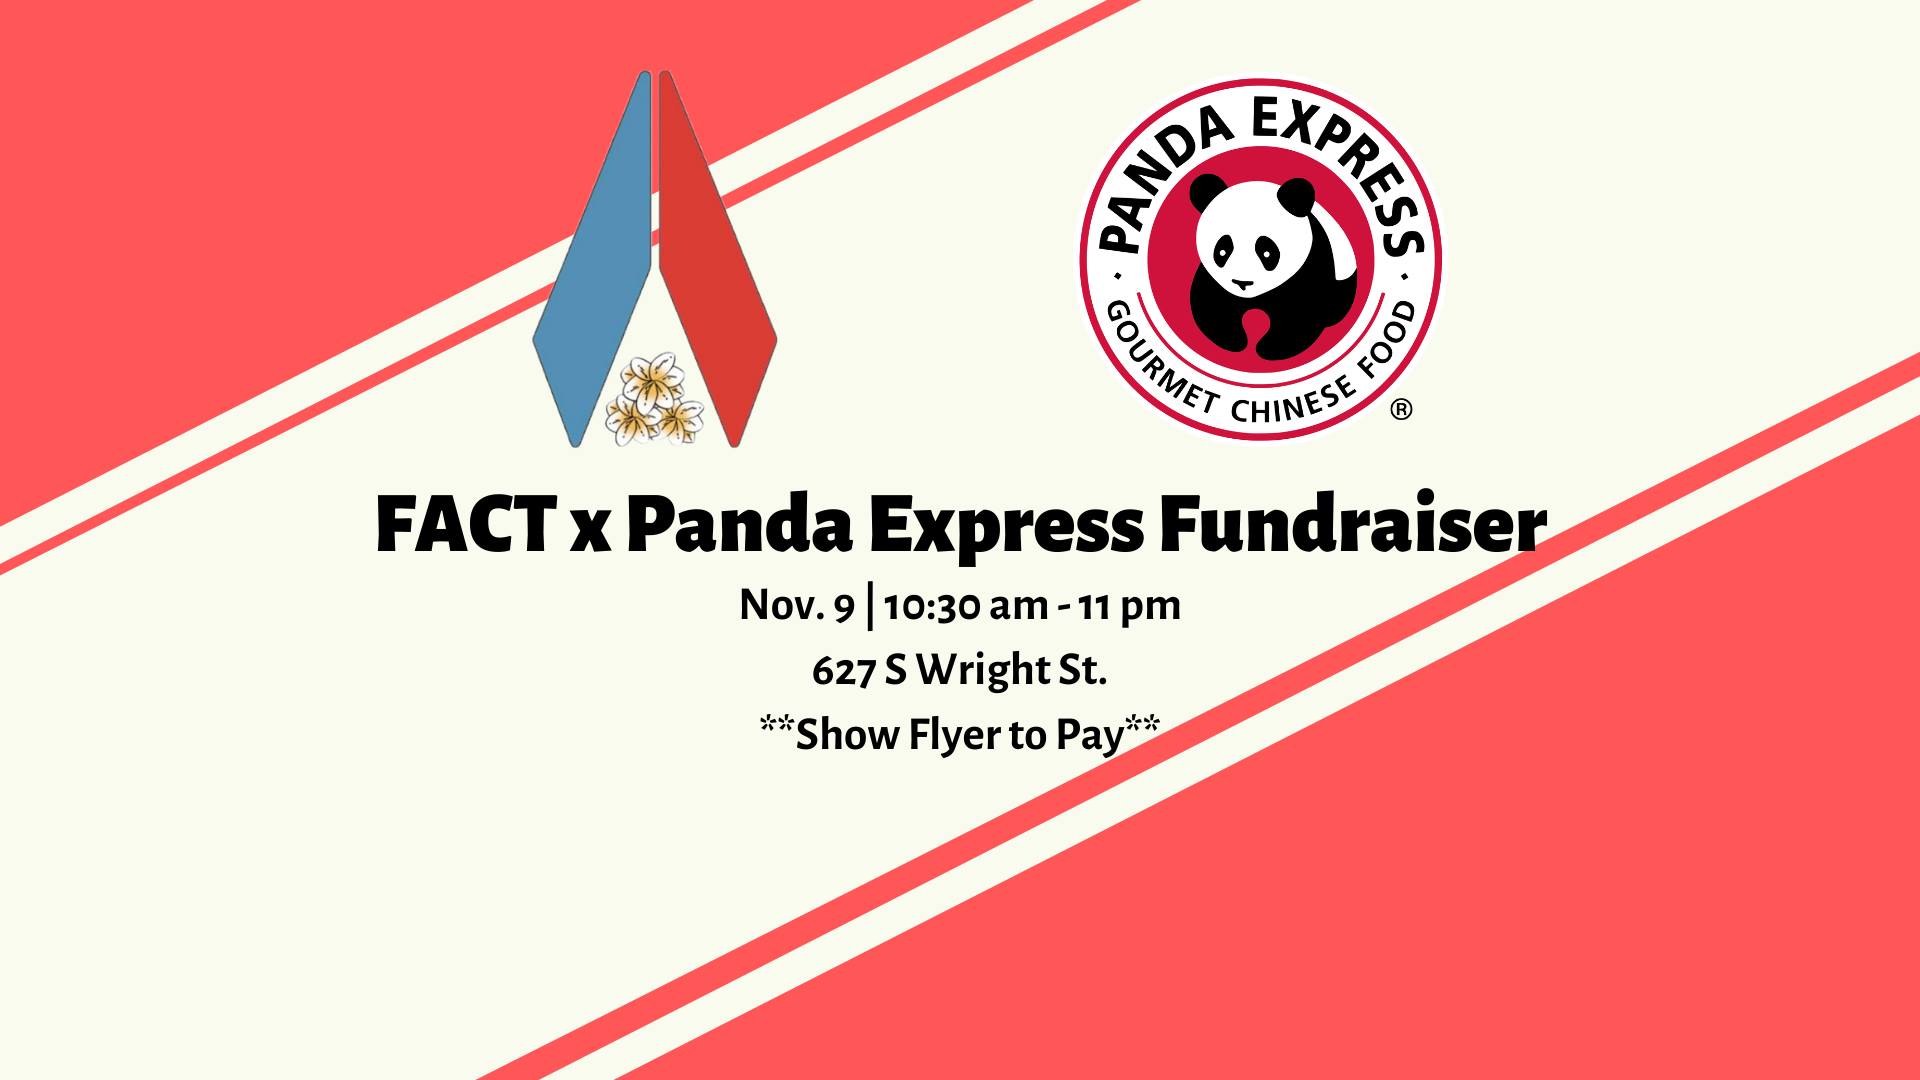 PANDA EXPRESS
· GOURMET CHINESE FOOD ·
®
FACT x Panda Express Fundraiser
Nov. 9 | 10:30 am - 11 pm
627 S Wright St.
**Show Flyer to Pay**